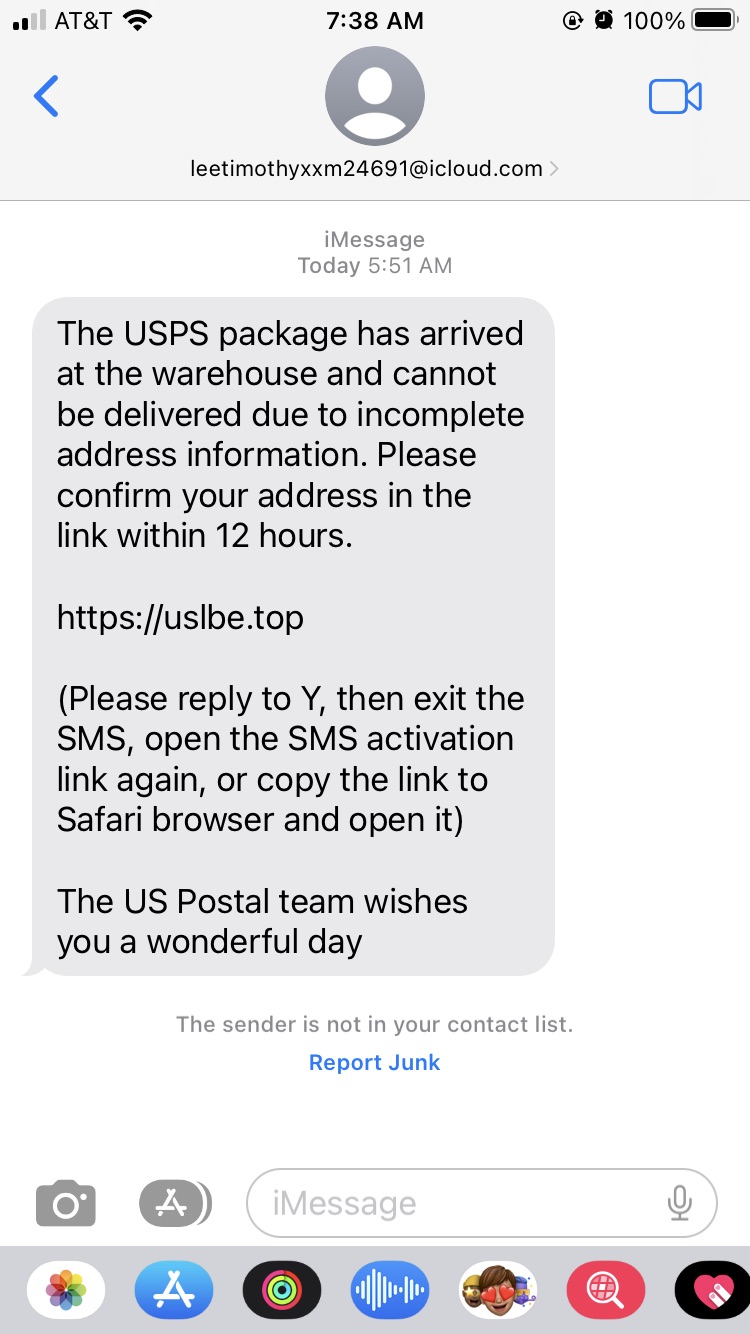 AT&T 7:38 AM 100%
leetimothyxxm24691@icloud.com
iMessage
Today 5:51 AM
The USPS package has arrived
at the warehouse and cannot
be delivered due to incomplete
address information. Please
confirm your address in the
link within 12 hours.
https://uslbe.top
(Please reply to Y, then exit the
SMS, open the SMS activation
link again, or copy the link to
Safari browser and open it)
The US Postal team wishes
you a wonderful day
The sender is not in your contact list.
Report Junk
iMessage